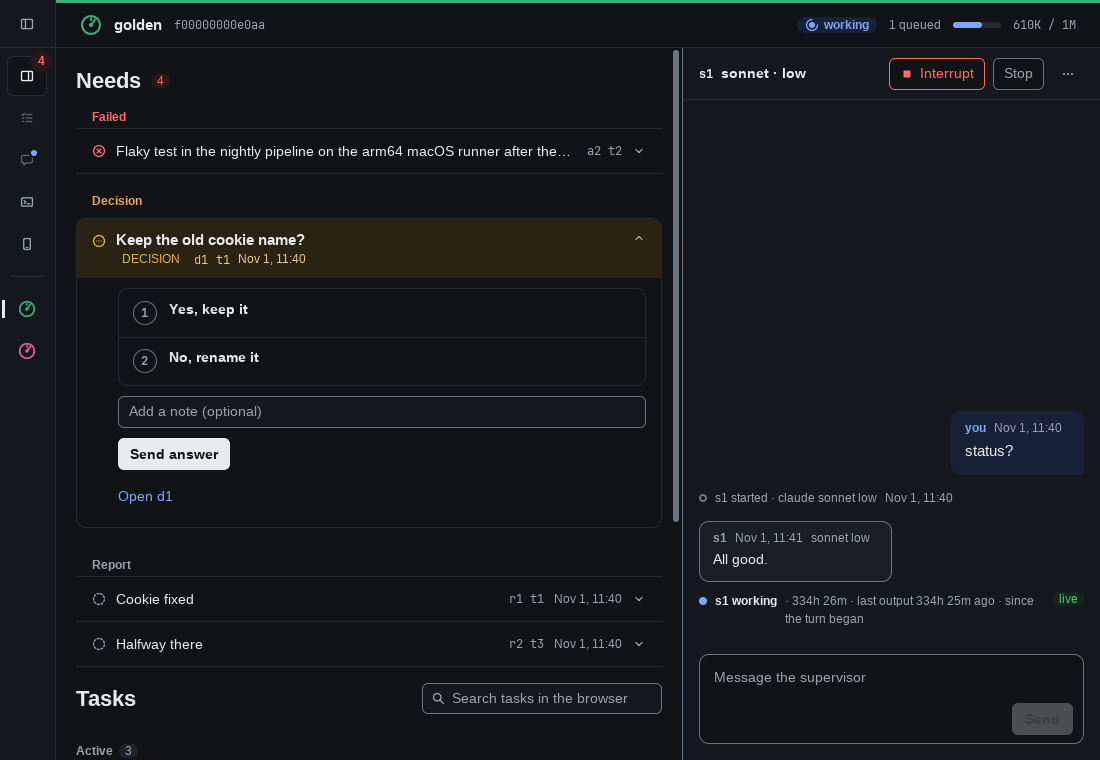 golden f00000000e0aa
working 1 queued 610K / 1M
4
Needs 4
Failed
Flaky test in the nightly pipeline on the arm64 macOS runner after the… a2 t2
Decision
Keep the old cookie name?
DECISION d1 t1 Nov 1, 11:40
1 Yes, keep it
2 No, rename it
Add a note (optional)
Send answer
Open d1
Report
Cookie fixed r1 t1 Nov 1, 11:40
Halfway there r2 t3 Nov 1, 11:40
Tasks
Search tasks in the browser
Active 3
s1 sonnet · low
Interrupt
Stop
you Nov 1, 11:40
status?
s1 started · claude sonnet low Nov 1, 11:40
s1 Nov 1, 11:41 sonnet low
All good.
s1 working · 334h 26m · last output 334h 25m ago · since
the turn began
live
Message the supervisor
Send